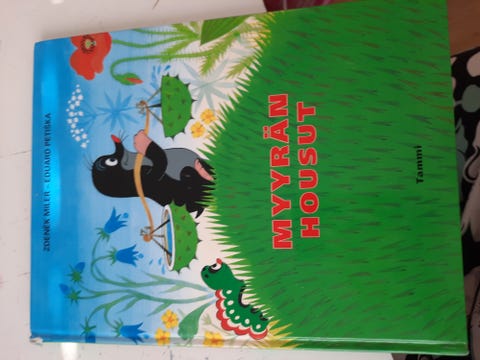 ZDENĚK MILER - EDUARD PETIŠKA
MYYRÄN
HOUSUT
Tammi